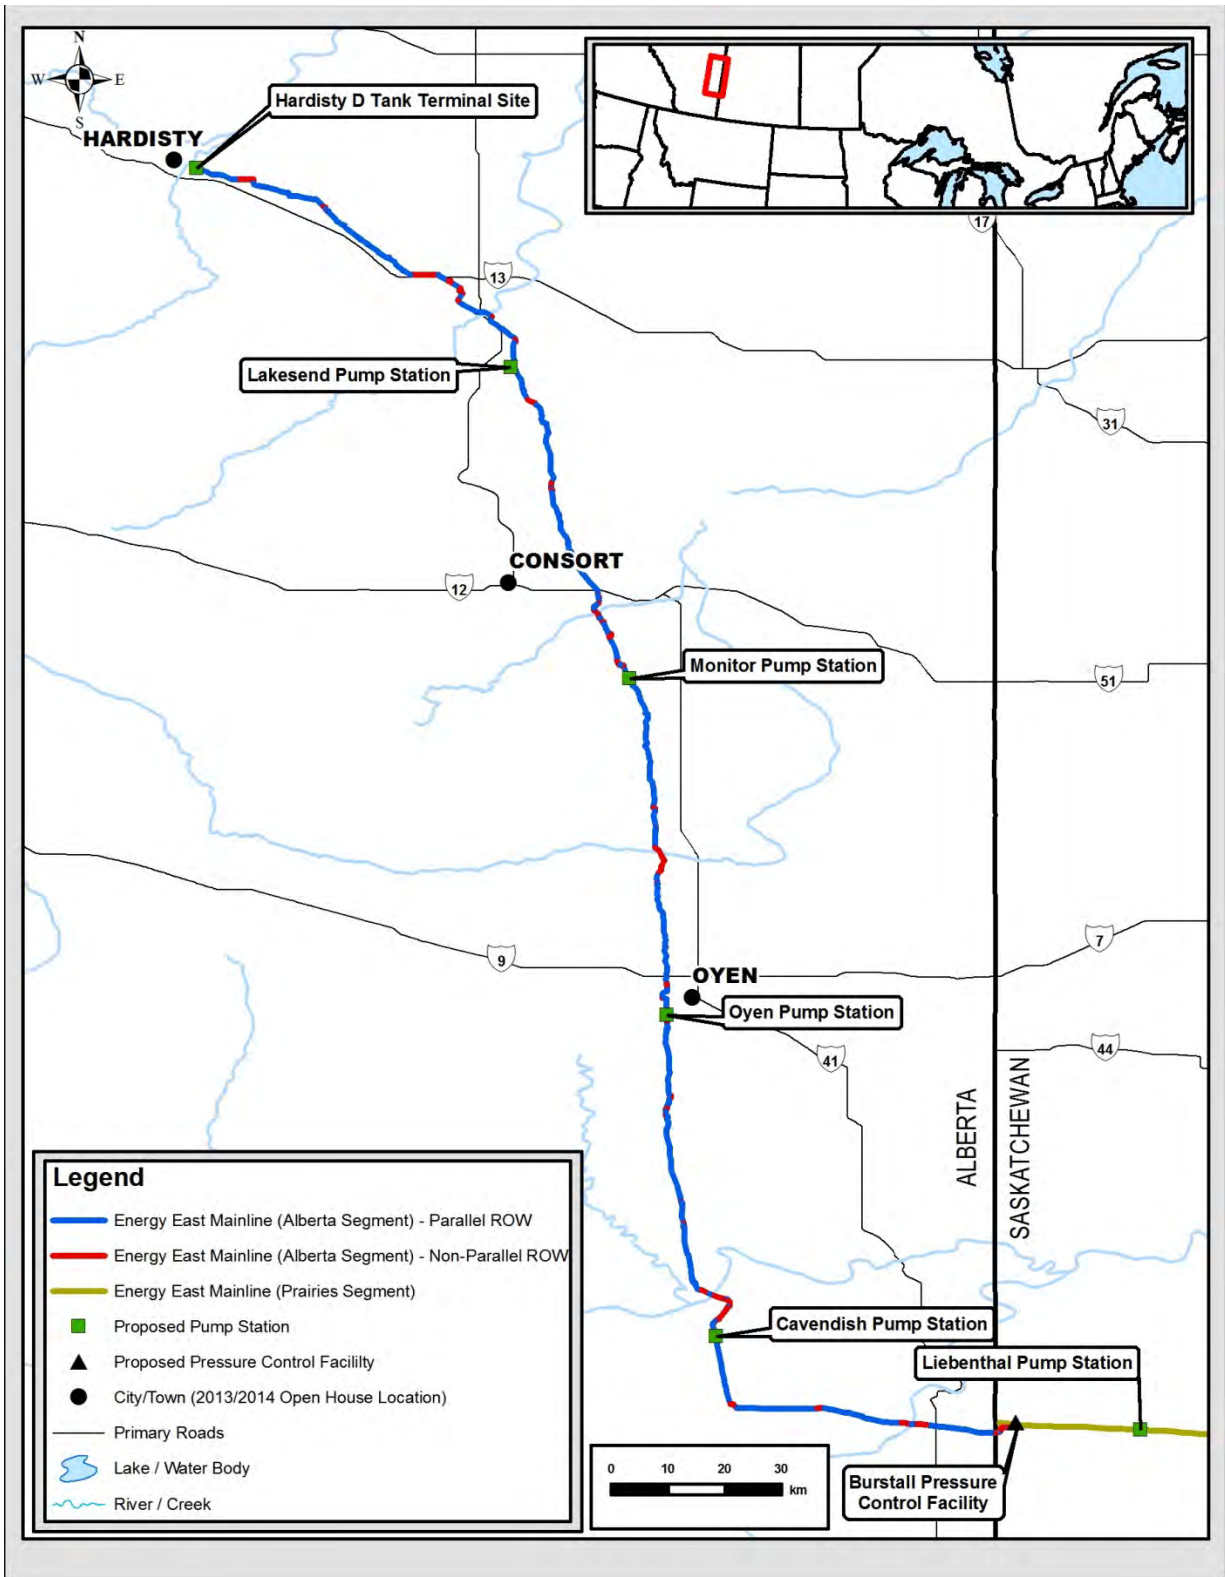 N
W E
S
Hardisty D Tank Terminal Site
HARDISTY
17
13
Lakesend Pump Station
31
CONSORT
12
Monitor Pump Station
51
7
9
OYEN
Oyen Pump Station
41
44
ALBERTA
SASKATCHEWAN
Cavendish Pump Station
Liebenthal Pump Station
Burstall Pressure
Control Facility
Legend
Energy East Mainline (Alberta Segment) - Parallel ROW
Energy East Mainline (Alberta Segment) - Non-Parallel ROW
Energy East Mainline (Prairies Segment)
Proposed Pump Station
Proposed Pressure Control Facililty
City/Town (2013/2014 Open House Location)
Primary Roads
Lake / Water Body
River / Creek
0 10 20 30
km